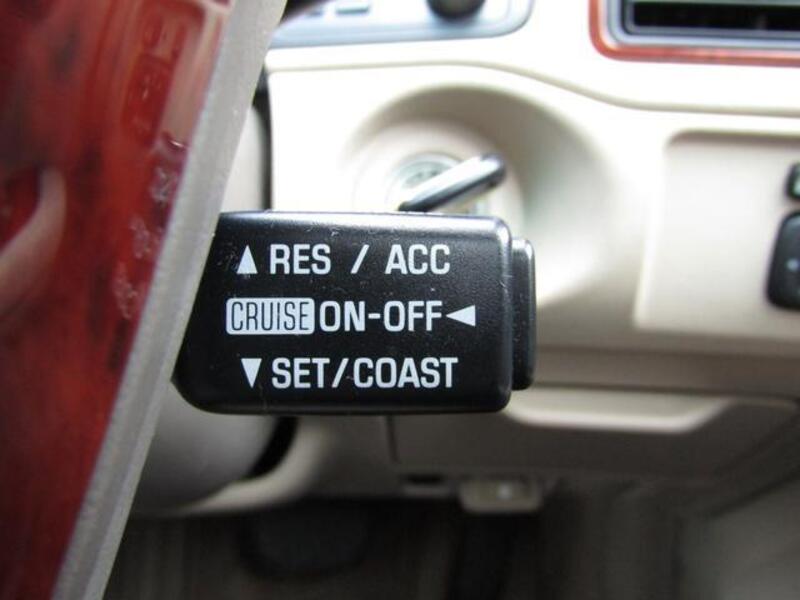 ▲ RES / ACC
CRUISE ON-OFF ◄
▼ SET/COAST